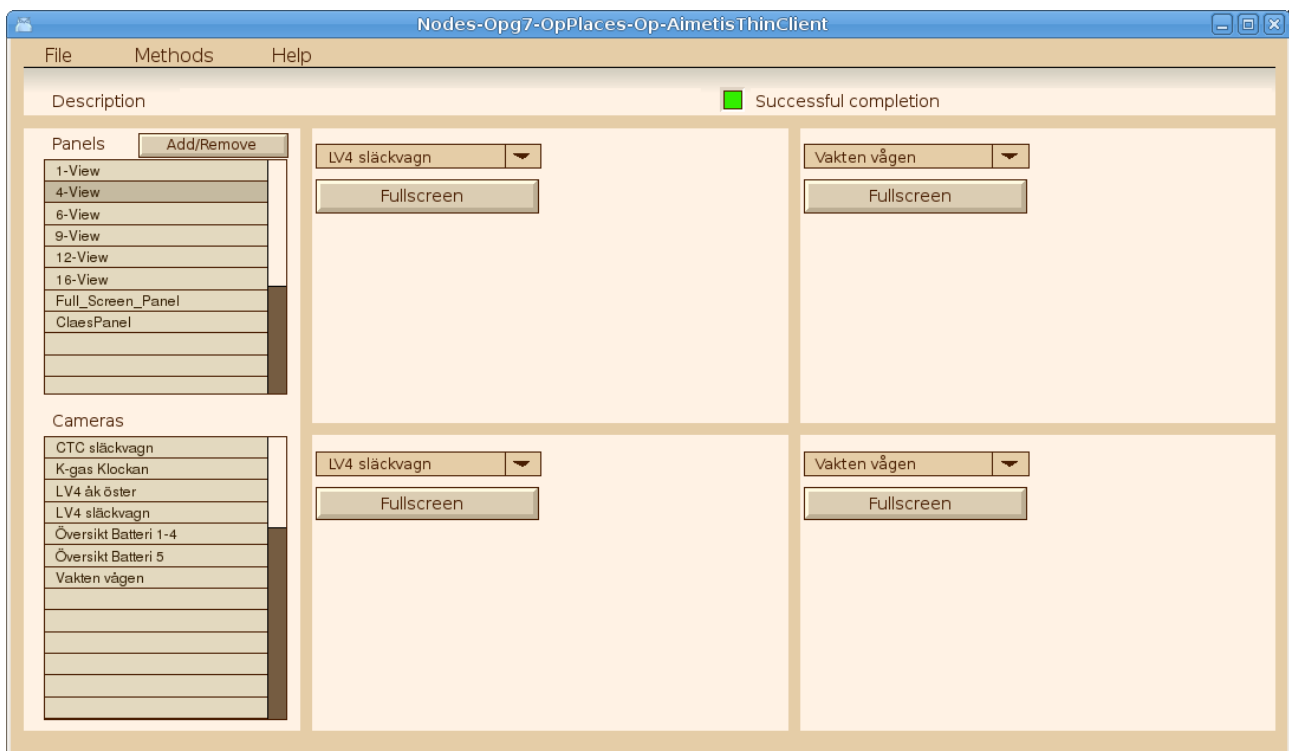 Nodes-Opg7-OpPlaces-Op-AimetisThinClient
File Methods Help
Description Successful completion
Panels Add/Remove
1-View
4-View
6-View
9-View
12-View
16-View
Full_Screen_Panel
ClaesPanel
Cameras
CTC släckvagn
K-gas Klockan
LV4 åk öster
LV4 släckvagn
Översikt Batteri 1-4
Översikt Batteri 5
Vakten vågen
LV4 släckvagn
Fullscreen
Vakten vågen
Fullscreen
LV4 släckvagn
Fullscreen
Vakten vågen
Fullscreen